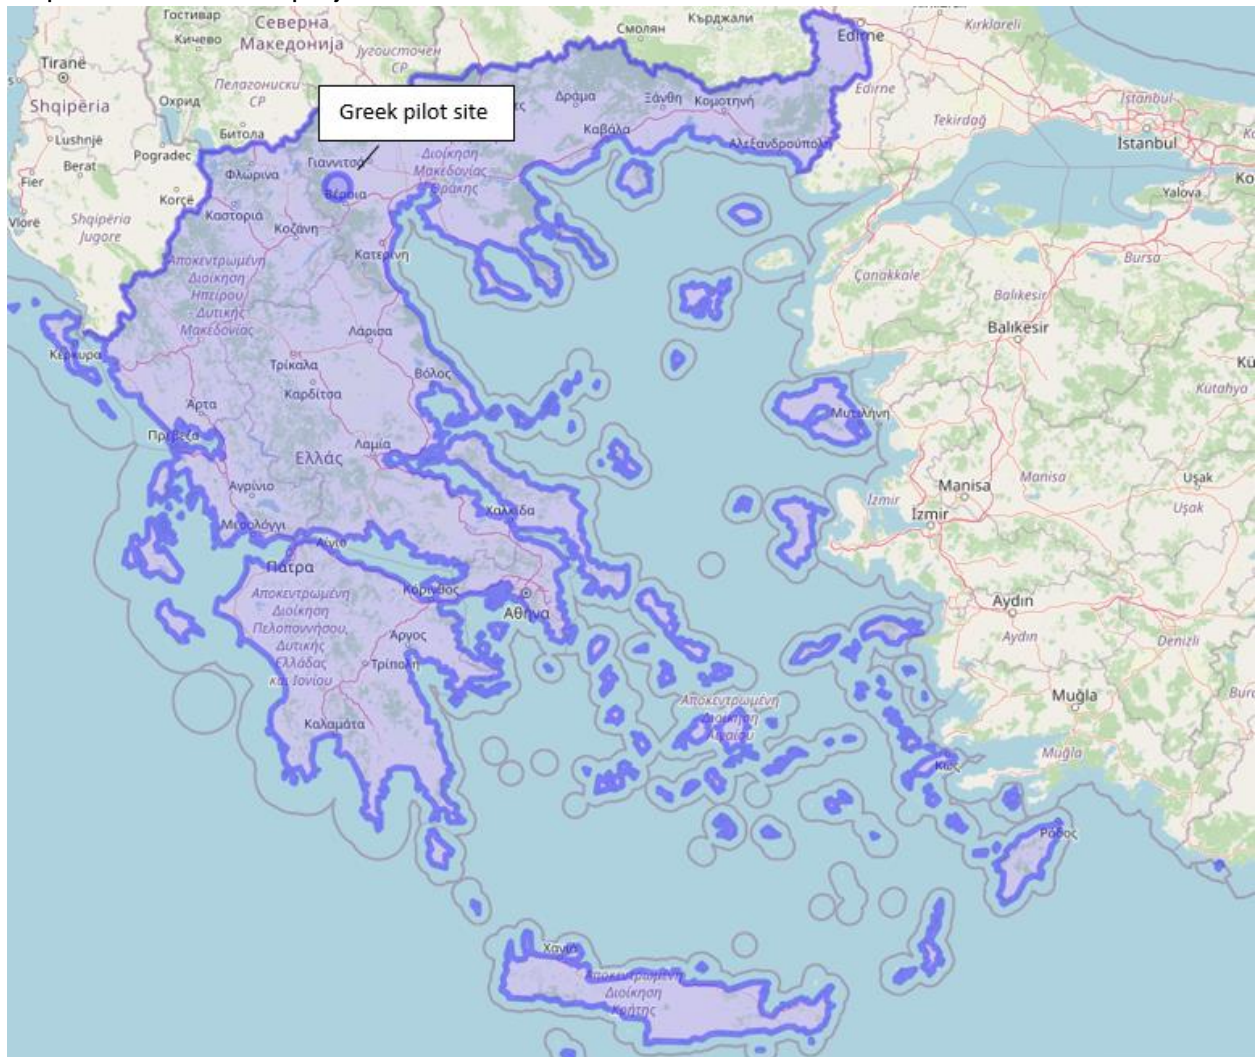 Гостивар
Кичево
Северна
Македонија
Југоисточен
СР
Смолян
Кърджали
Edirne
Kırklareli
Tiranë
Пелагониски
СР
Охрид
Битола
Shqipëria
Lushnjë
Berat
Pogradec
Fier
Korçë
Vlorë
Shqipëria
Jugore
Greek pilot site
Δράμα
Ξάνθη
Κομοτηνή
Καβάλα
Αλεξανδρούπολη
Edirne
Tekirdağ
İstanbul
İstanbul
Yalova
Ko
Bursa
Γιαννιτσά
Φλώρινα
Βέροια
Καστοριά
Κοζάνη
Κατερίνη
Διοίκηση
Μακεδονίας
Θράκης
Αποκεντρωμένη
Διοίκηση
Ηπείρου
Δυτικής
Μακεδονίας
Çanakkale
Balıkesir
Balıkesir
Kü
Kütahya
Κέρκυρα
Λάρισα
Τρίκαλα
Καρδίτσα
Βόλος
Άρτα
Πρέβεζα
Λαμία
Ελλάς
Αγρίνιο
Μυτιλήνη
Manisa
Manisa
Uşak
Uşak
İzmir
İzmir
Μεσολόγγι
Χαλκίδα
Αίγιο
Πάτρα
Κόρινθος
Αθήνα
Αποκεντρωμένη
Διοίκηση
Πελοποννήσου,
Δυτικής
Ελλάδας
και Ιονίου
Άργος
Τρίπολη
Καλαμάτα
Aydın
Aydın
Denizli
Muğla
Muğla
Αποκεντρωμένη
Διοίκηση
Αιγαίου
Κως
Ρόδος
Χανιά
Αποκεντρωμένη
Διοίκηση
Κρήτης